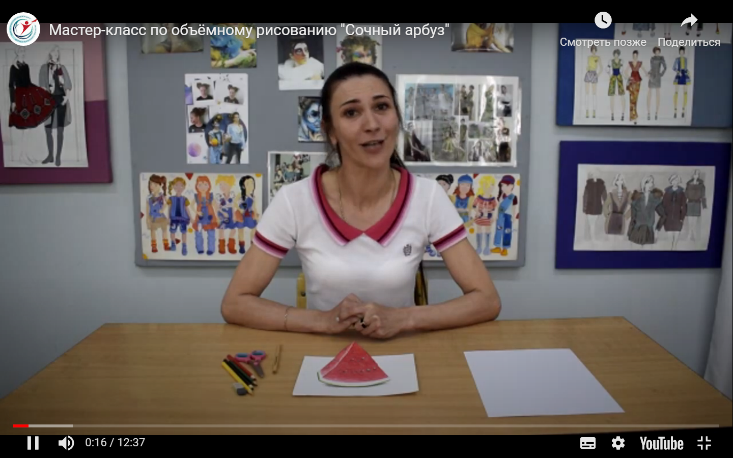 Мастер-класс по объёмному рисованию "Сочный арбуз"
Смотреть позже
Поделиться
0:16 / 12:37
YouTube